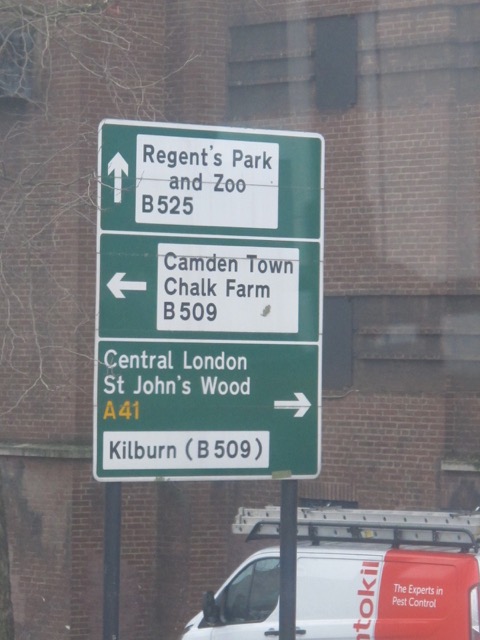 Regent's Park
and Zoo
B525
Camden Town
Chalk Farm
B509
Central London
St John's Wood
A41
Kilburn (B509)
The Experts in
Pest Control
ntokil